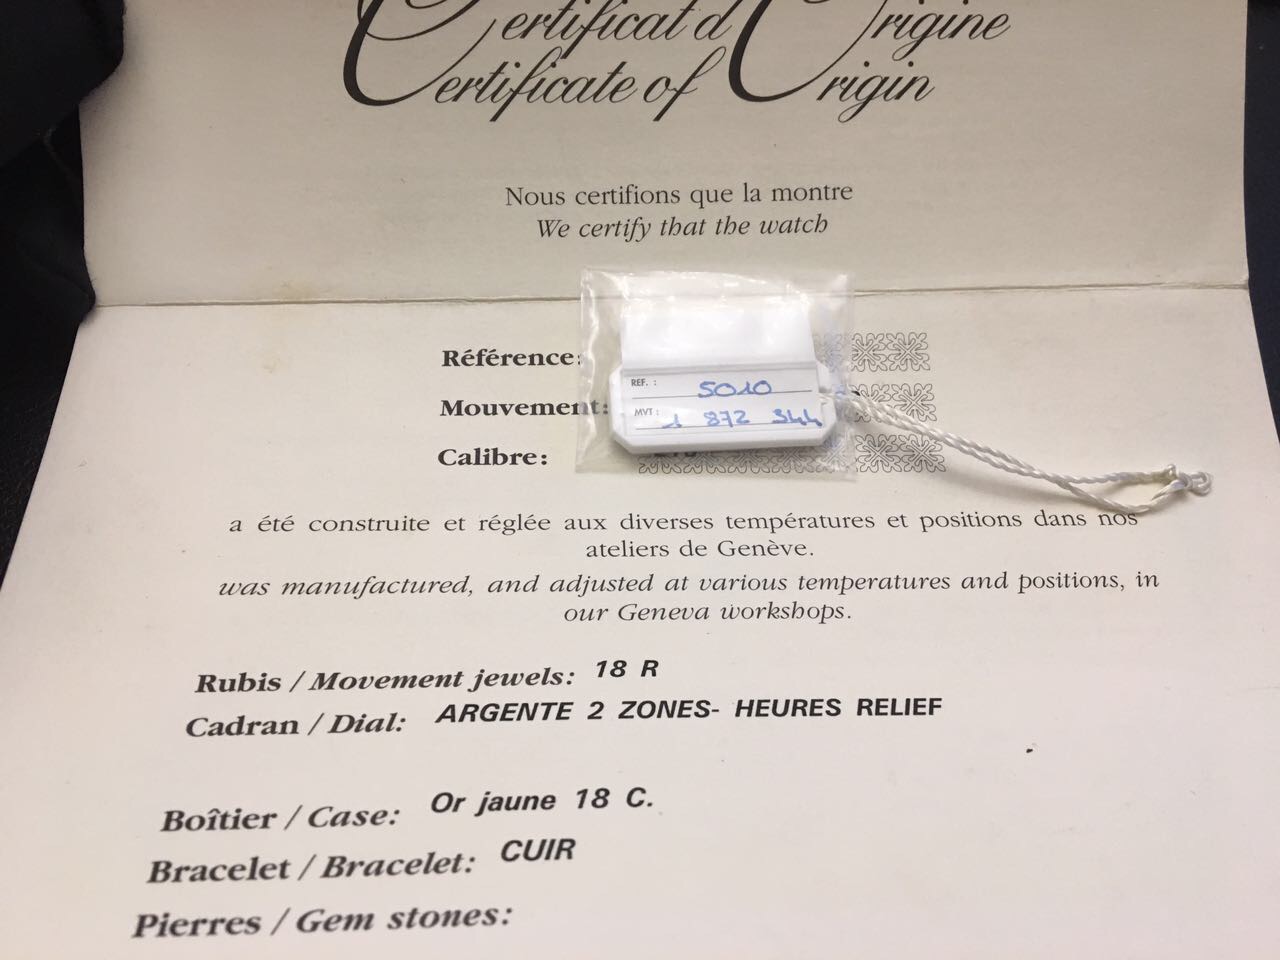 Certificat d'Origine
Certificate of Origin
Nous certifions que la montre
We certify that the watch
Référence:
REF. : 5010
Mouvement:
MVT : 1 872 344
Calibre:
a été construite et réglée aux diverses températures et positions dans nos
ateliers de Genève.
was manufactured, and adjusted at various temperatures and positions, in
our Geneva workshops.
Rubis / Movement jewels: 18 R
Cadran / Dial: ARGENTE 2 ZONES- HEURES RELIEF
Boîtier / Case: Or jaune 18 C.
Bracelet / Bracelet: CUIR
Pierres / Gem stones: